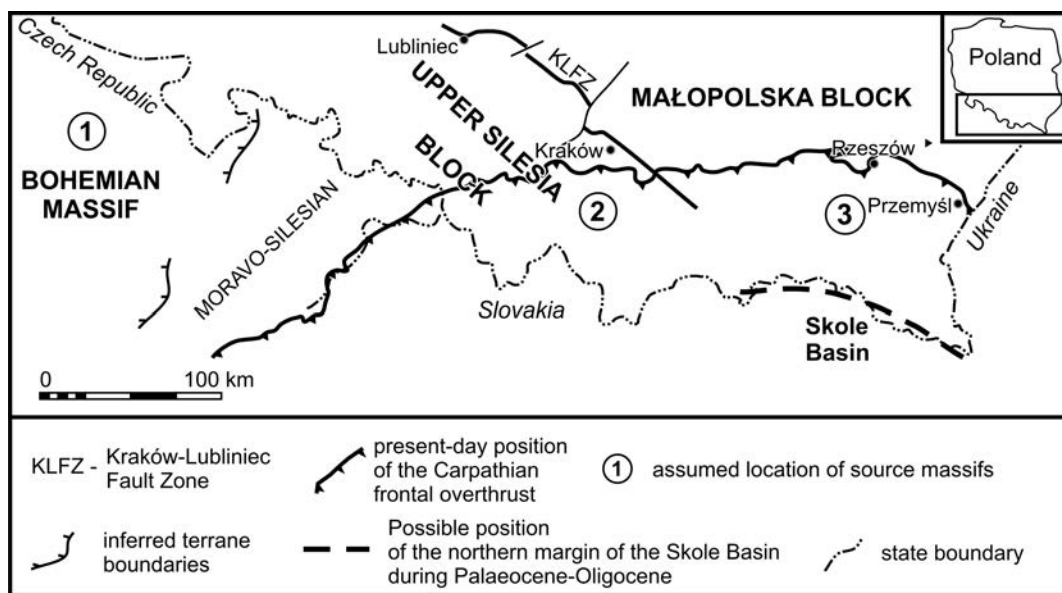 Czech Republic
Lubliniec
KLFZ
Poland
UPPER SILESIA
BLOCK
MAŁOPOLSKA BLOCK
1
Kraków
Rzeszów
BOHEMIAN
MASSIF
2
3
Przemyśl
Ukraine
MORAVO-SILESIAN
Slovakia
Skole
Basin
0 100 km
KLFZ - Kraków-Lubliniec
Fault Zone
present-day position
of the Carpathian
frontal overthrust
1 assumed location of source massifs
inferred terrane
boundaries
Possible position
of the northern margin of the Skole Basin
during Palaeocene-Oligocene
state boundary